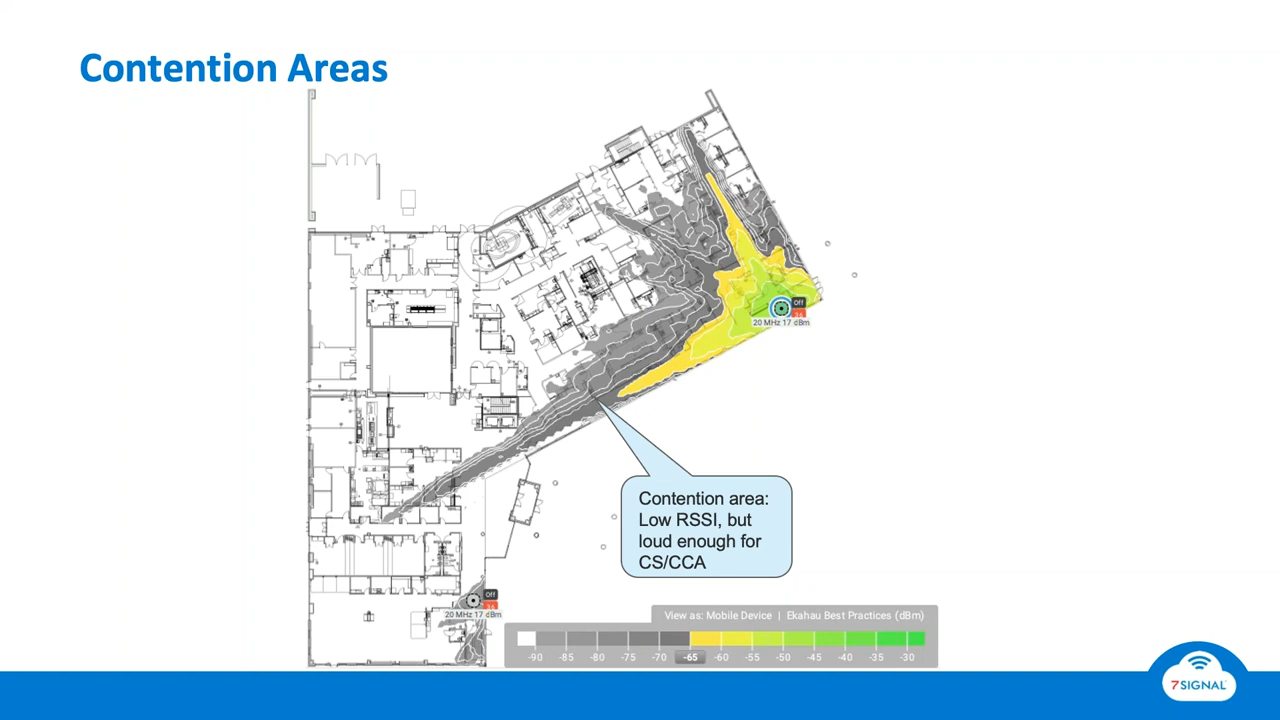 Contention Areas
Off
36
20 MHz 17 dBm
Contention area:
Low RSSI, but
loud enough for
CS/CCA
Off
36
20 MHz 17 dBm
View as: Mobile Device | Ekahau Best Practices (dBm)
-90 -85 -80 -75 -70 -65 -60 -55 -50 -45 -40 -35 -30
7SIGNAL